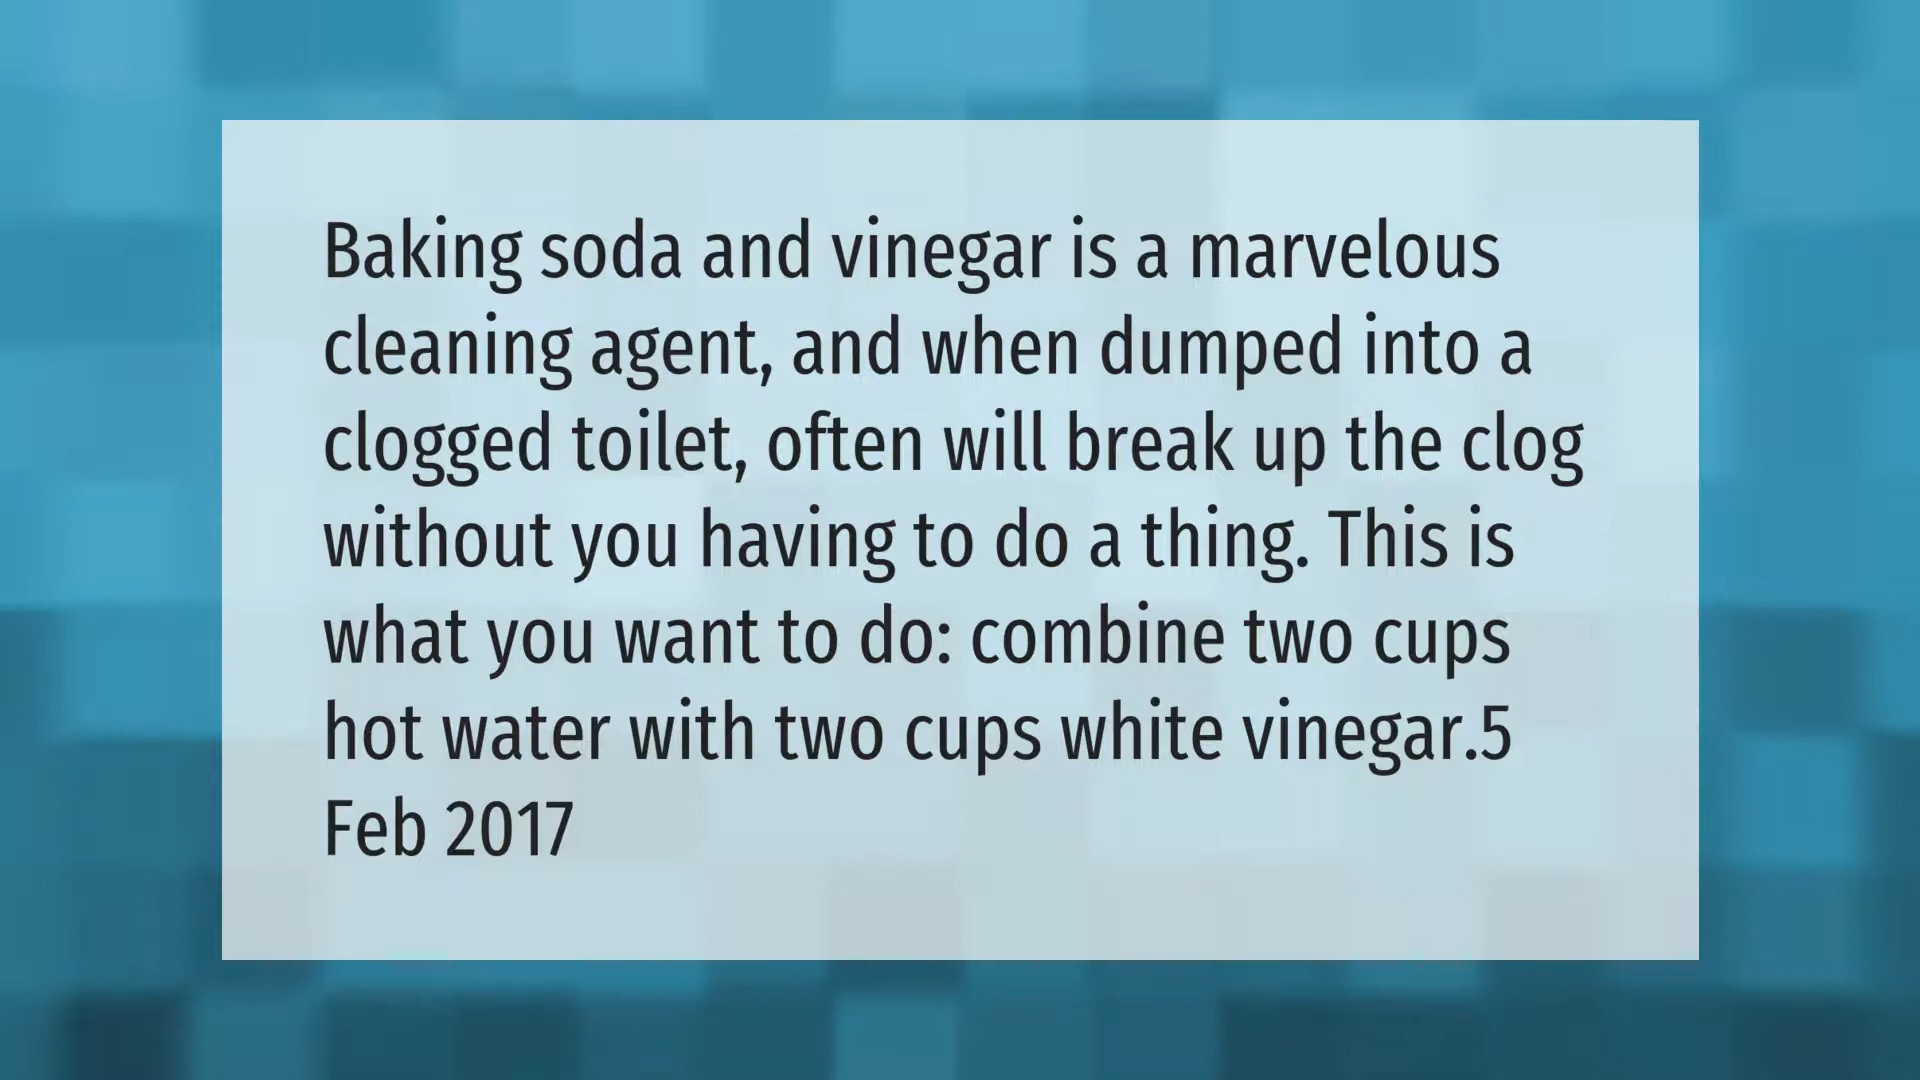 Baking soda and vinegar is a marvelous
cleaning agent, and when dumped into a
clogged toilet, often will break up the clog
without you having to do a thing. This is
what you want to do: combine two cups
hot water with two cups white vinegar.5
Feb 2017